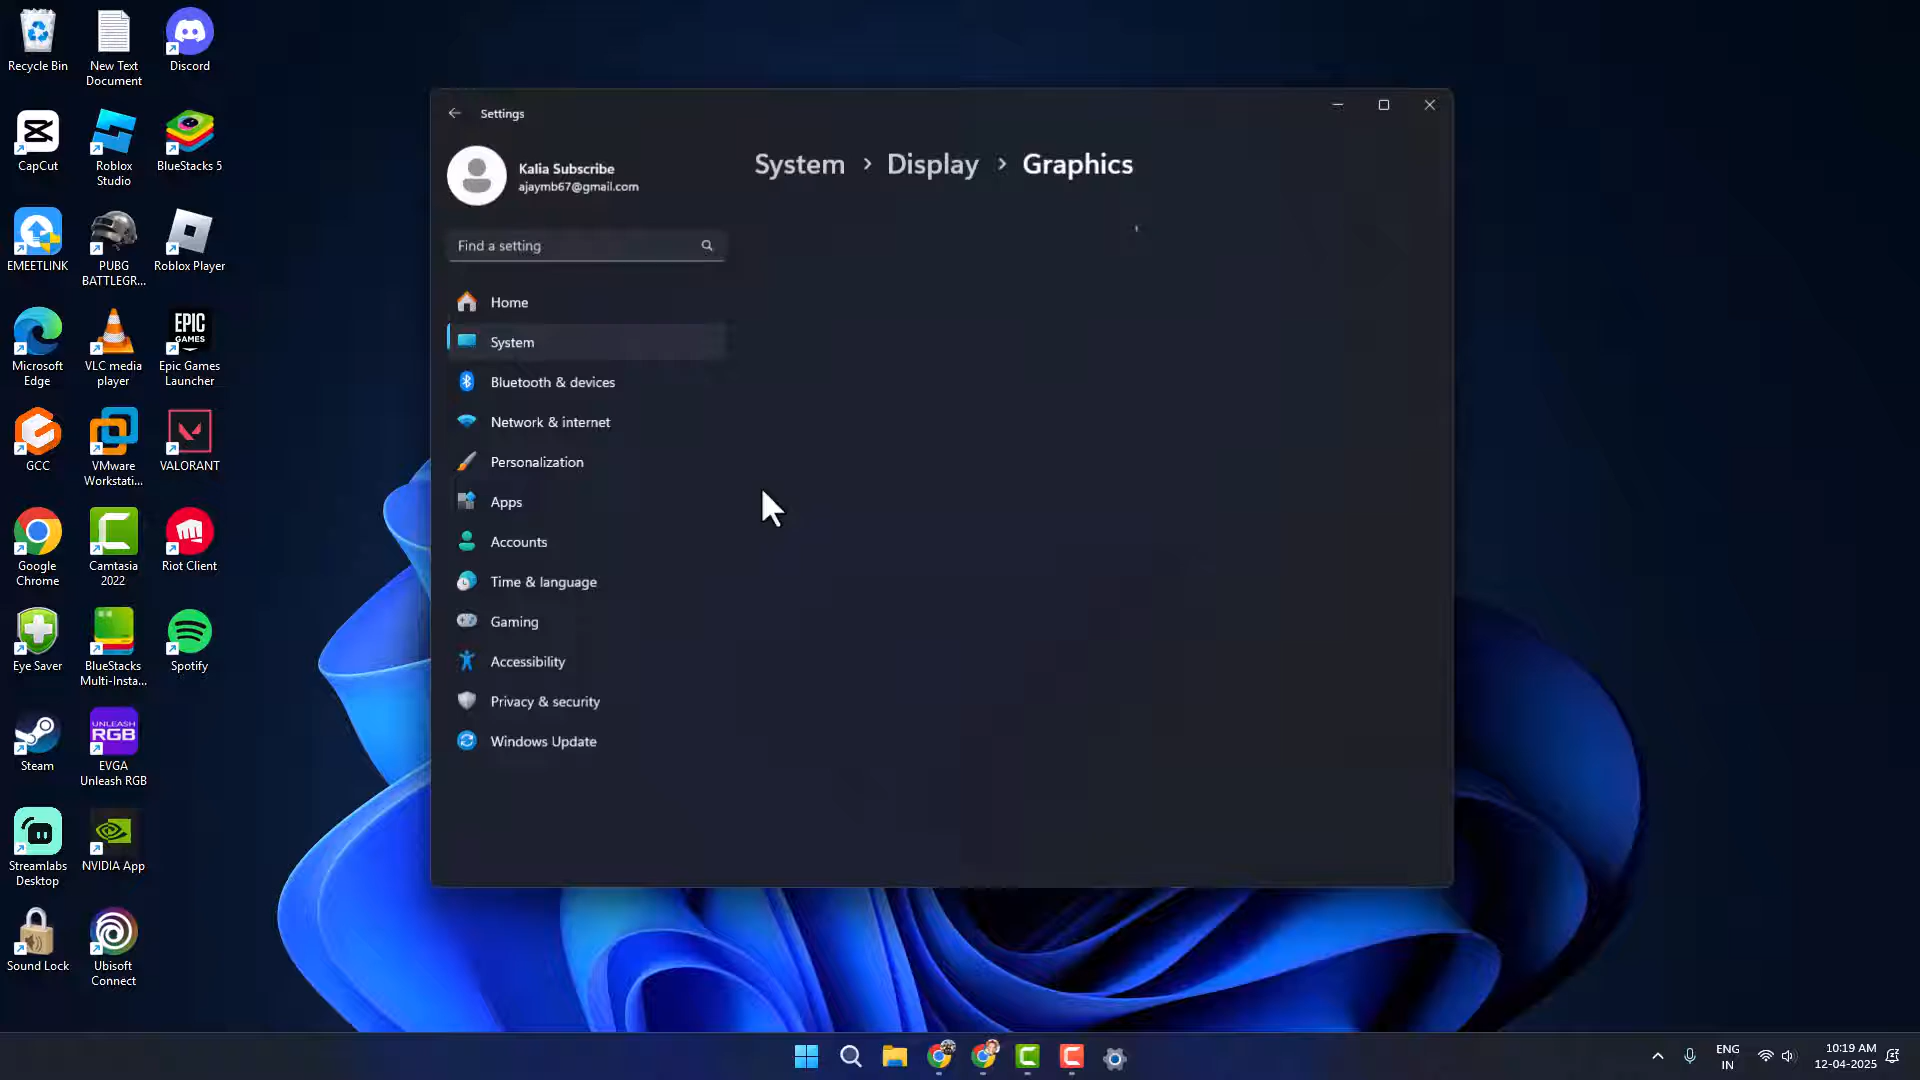 Recycle Bin
New Text
Document
Discord
CapCut
Roblox
Studio
BlueStacks 5
EMEETLINK
PUBG
BATTLEGR...
Roblox Player
Microsoft
Edge
VLC media
player
EPIC
GAMES
Epic Games
Launcher
GCC
VMware
Workstati...
VALORANT
Google
Chrome
Camtasia
2022
Riot Client
Eye Saver
BlueStacks
Multi-Insta...
Spotify
Steam
UNLEASH
RGB
EVGA
Unleash RGB
Streamlabs
Desktop
NVIDIA App
Sound Lock
Ubisoft
Connect
Settings
Kalia Subscribe
ajaymb67@gmail.com
Find a setting
Home
System
Bluetooth & devices
Network & internet
Personalization
Apps
Accounts
Time & language
Gaming
Accessibility
Privacy & security
Windows Update
System > Display > Graphics
ENG
IN
10:19 AM
12-04-2025